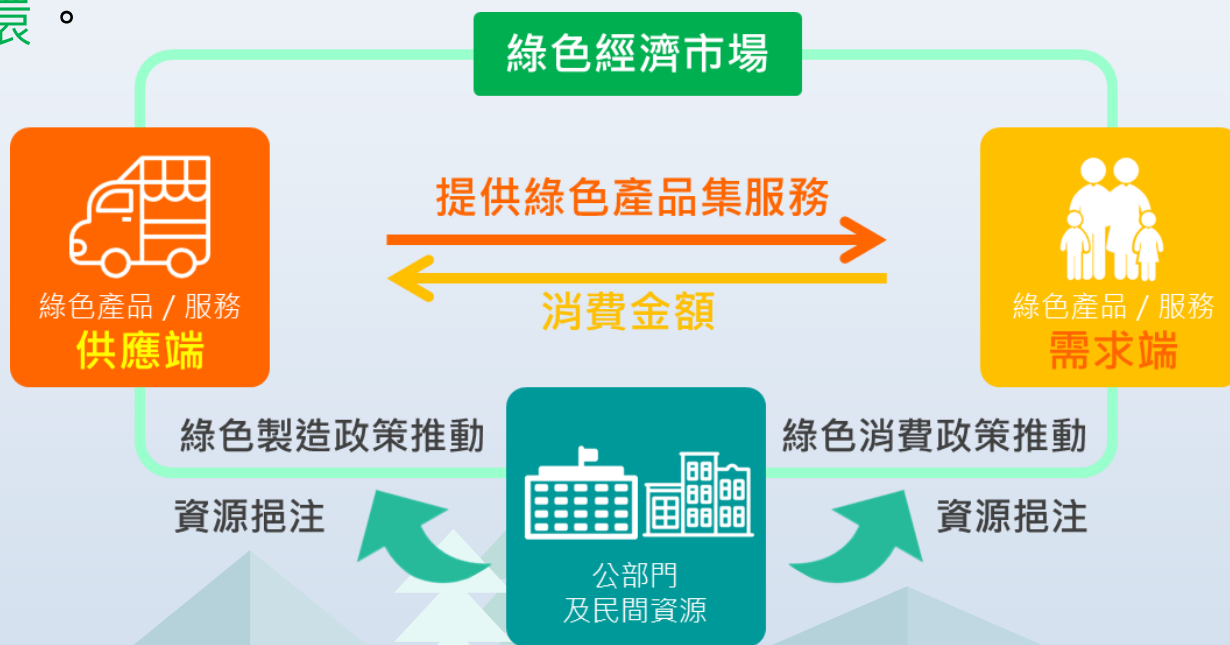 。
綠色經濟市場
提供綠色產品集服務
消費金額
綠色產品 / 服務
供應端
綠色產品 / 服務
需求端
綠色製造政策推動
資源挹注
綠色消費政策推動
資源挹注
公部門
及民間資源